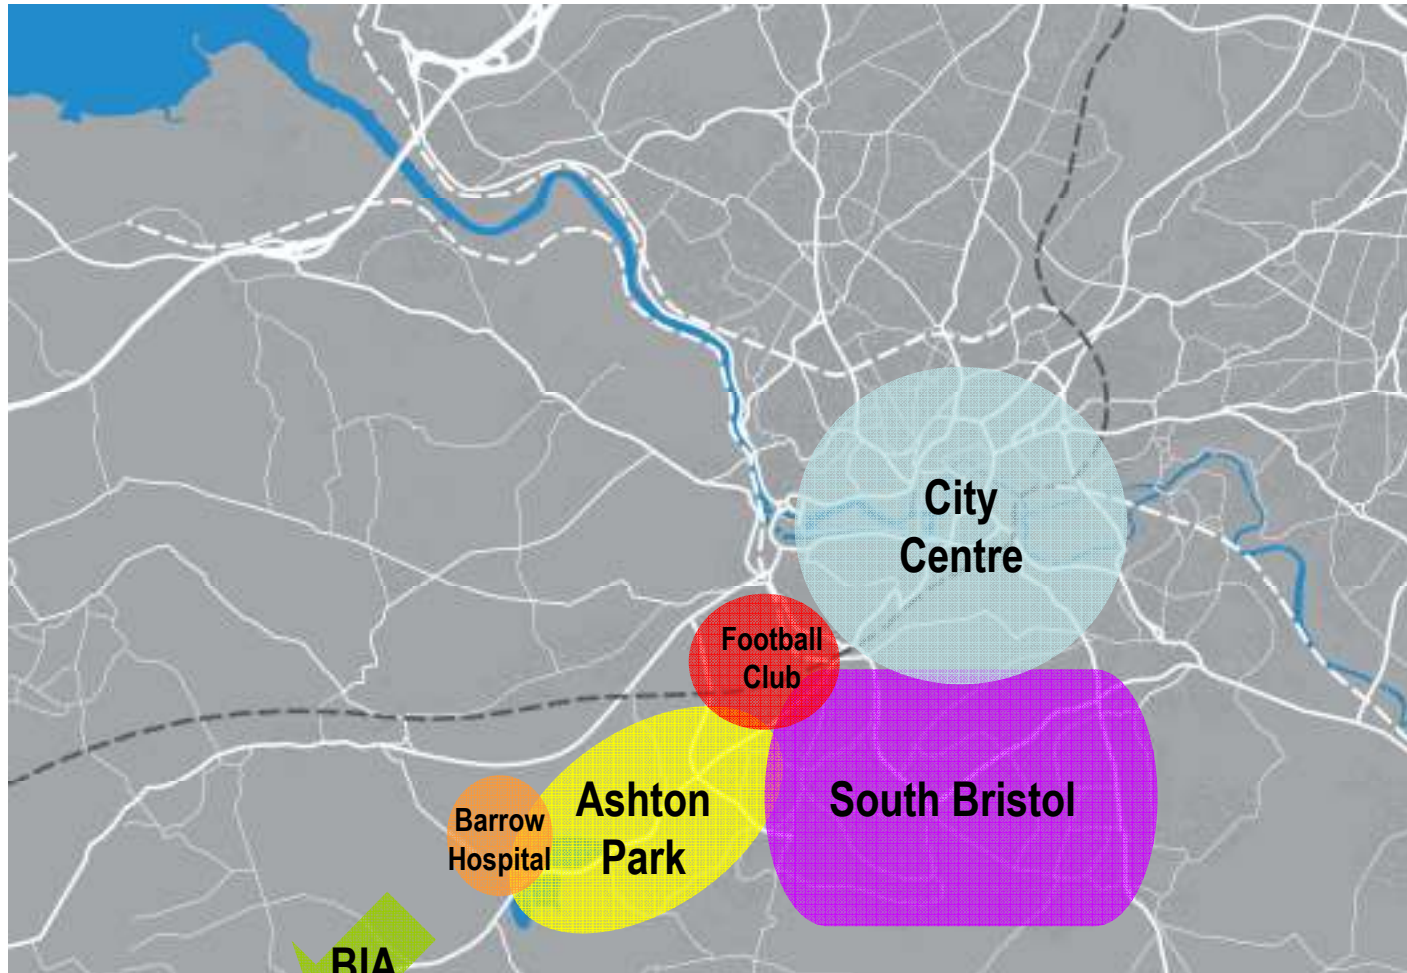 City
Centre
Football
Club
Ashton
Park
South Bristol
Barrow
Hospital
BIA